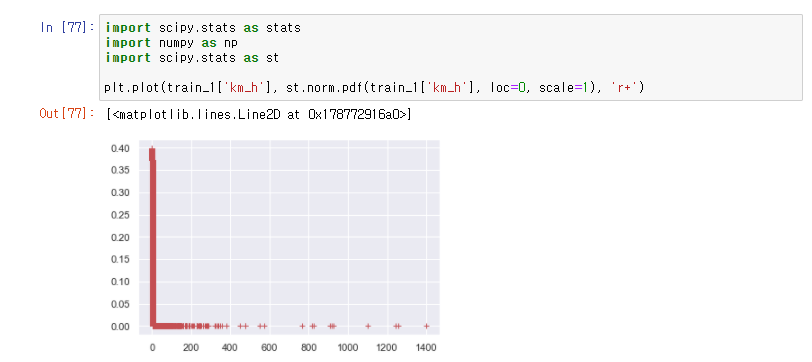 In [77]: import scipy.stats as stats
import numpy as np
import scipy.stats as st
plt.plot(train_1['km_h'], st.norm.pdf(train_1['km_h'], loc=0, scale=1), 'r+')
Out[77]: [<matplotlib.lines.Line2D at 0x178772916a0>]
0.40
0.35
0.30
0.25
0.20
0.15
0.10
0.05
0.00
0 200 400 600 800 1000 1200 1400